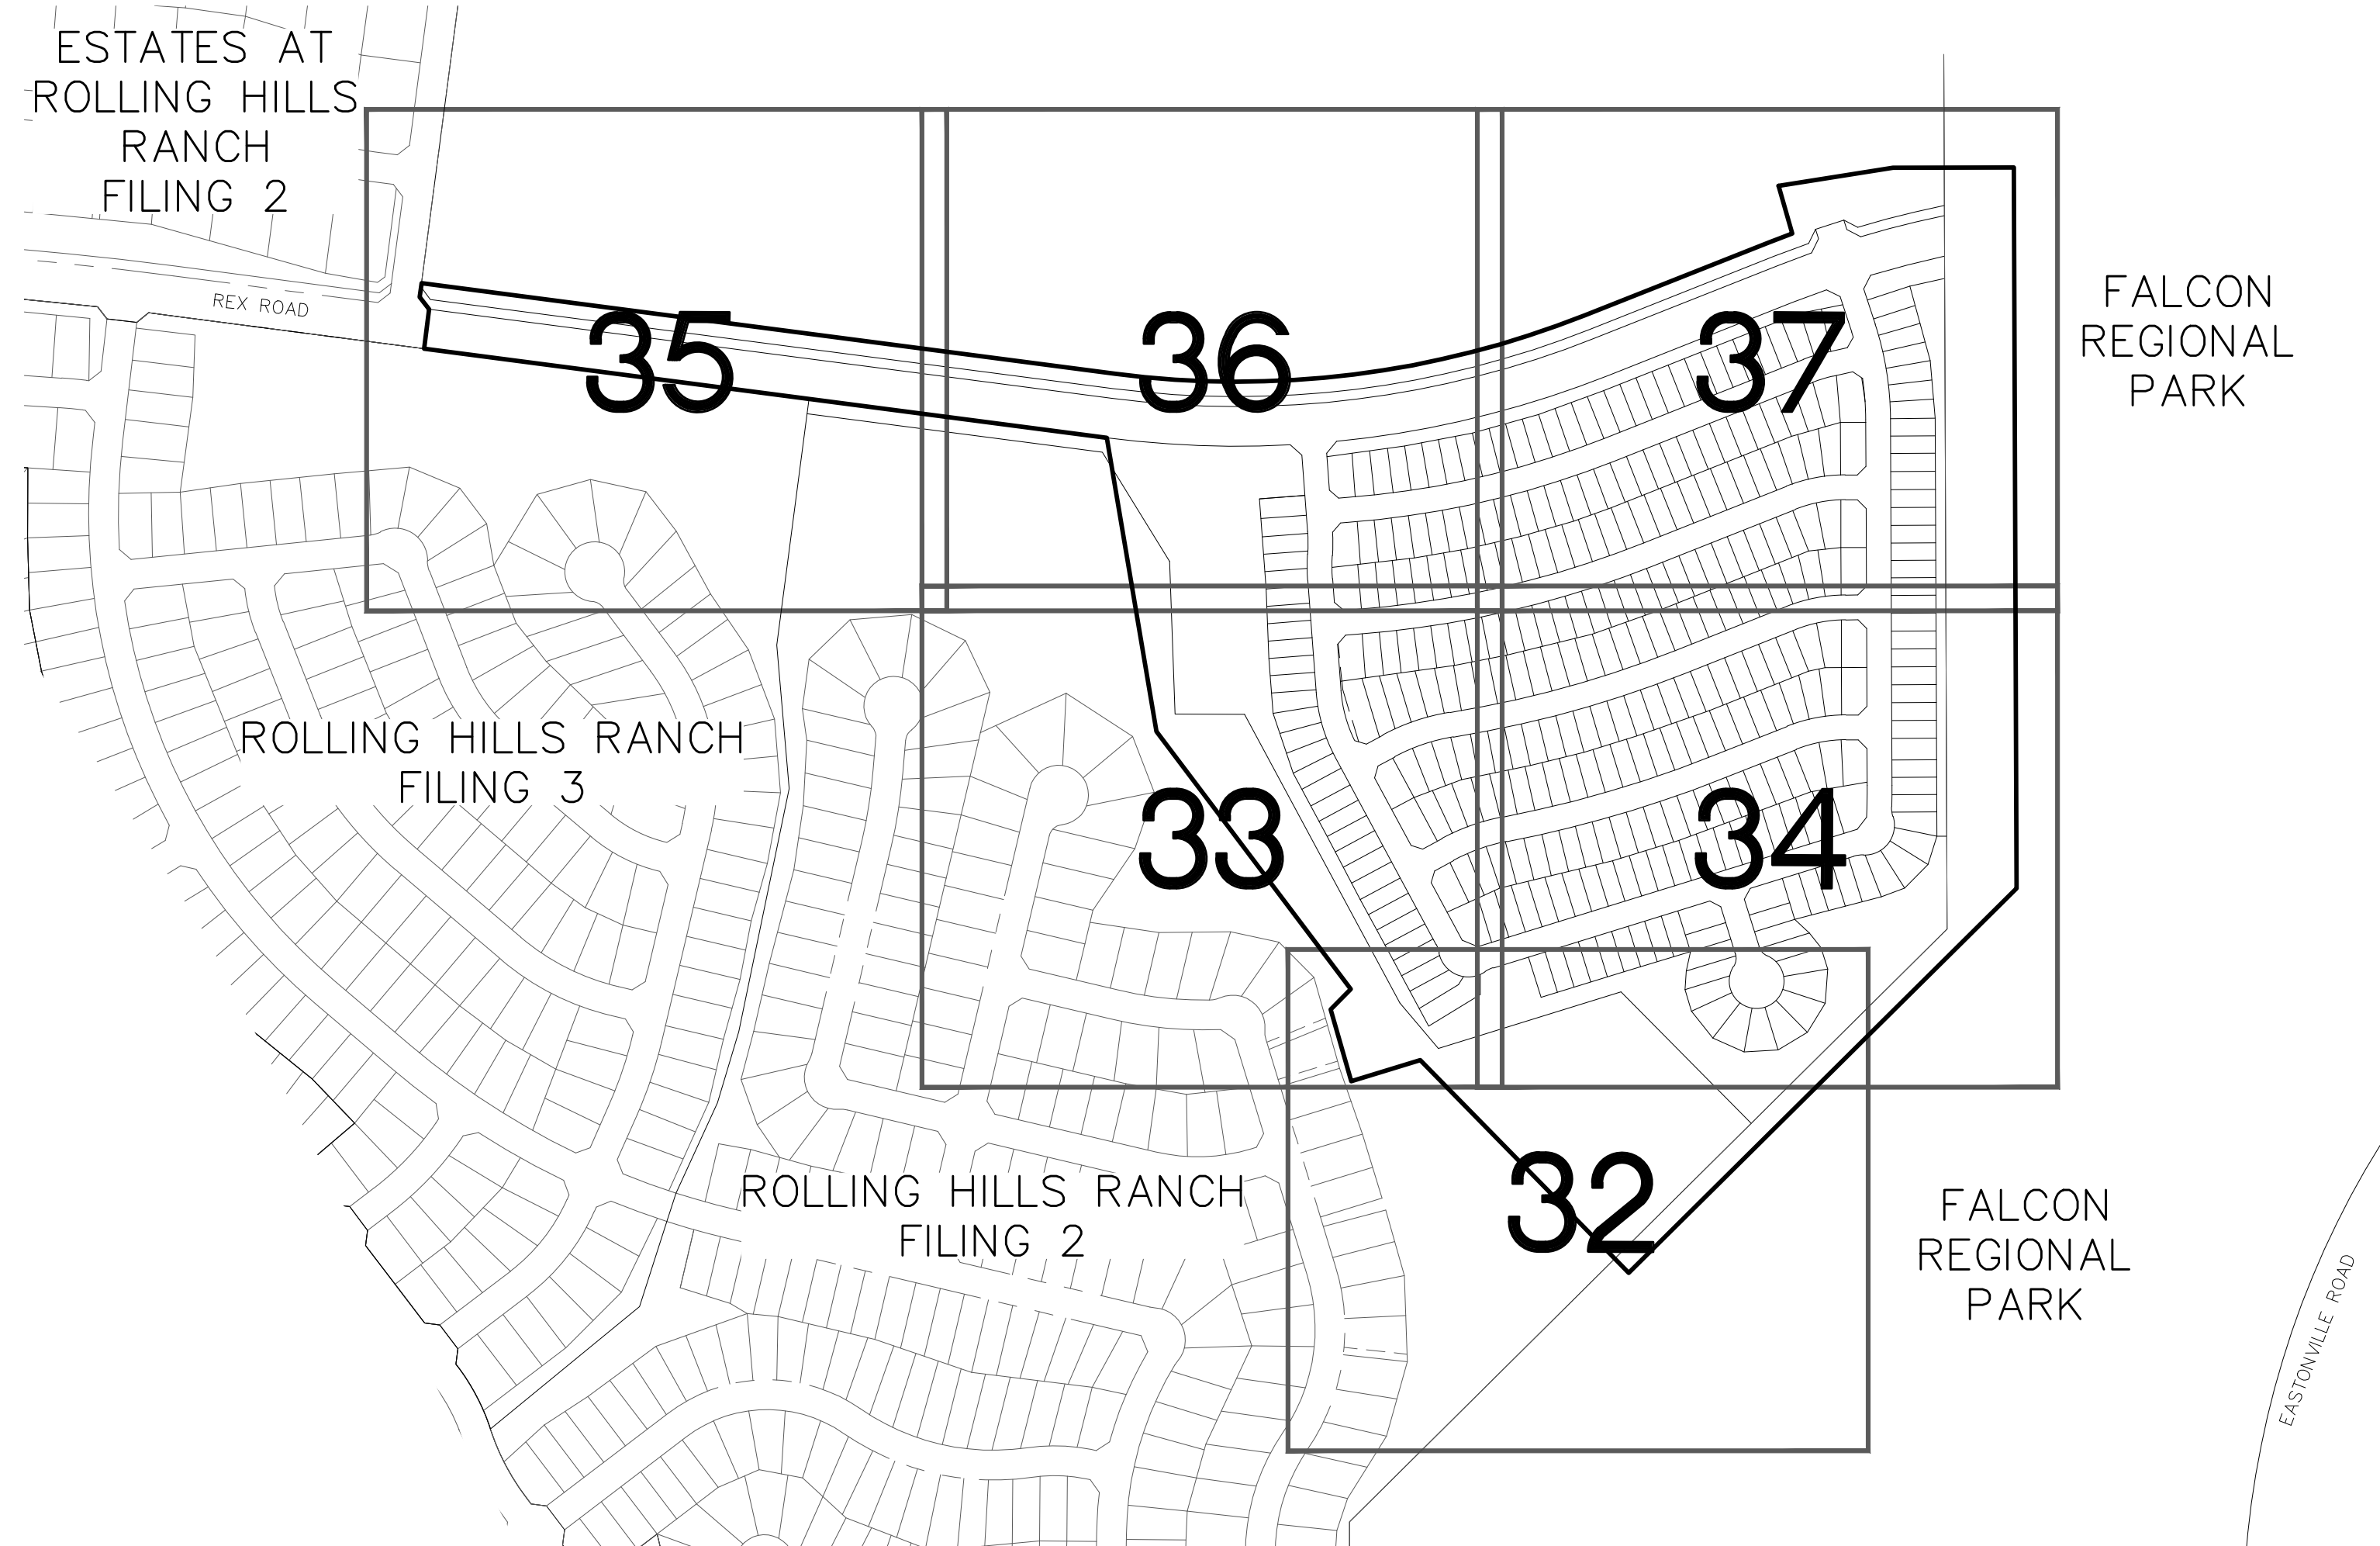 ESTATES AT
ROLLING HILLS
RANCH
FILING 2
REX ROAD
35
36
37
FALCON
REGIONAL
PARK
ROLLING HILLS RANCH
FILING 3
33
34
ROLLING HILLS RANCH
FILING 2
32
FALCON
REGIONAL
PARK
EASTONVILLE ROAD